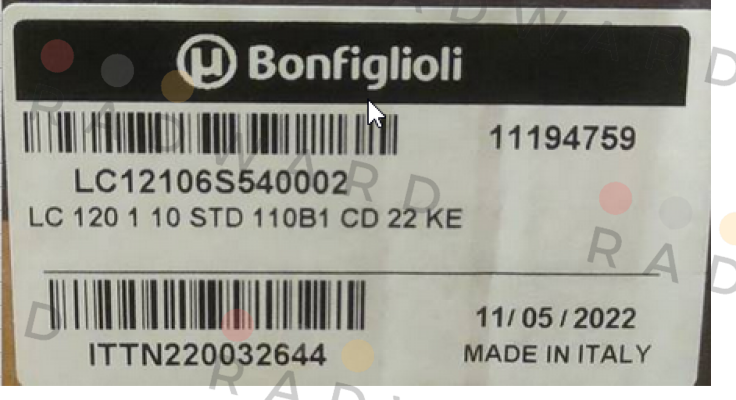 Bonfiglioli
11194759
LC12106S540002
LC 120 1 10 STD 110B1 CD 22 KE
11/05/2022
ITTN220032644
MADE IN ITALY
RADWARD